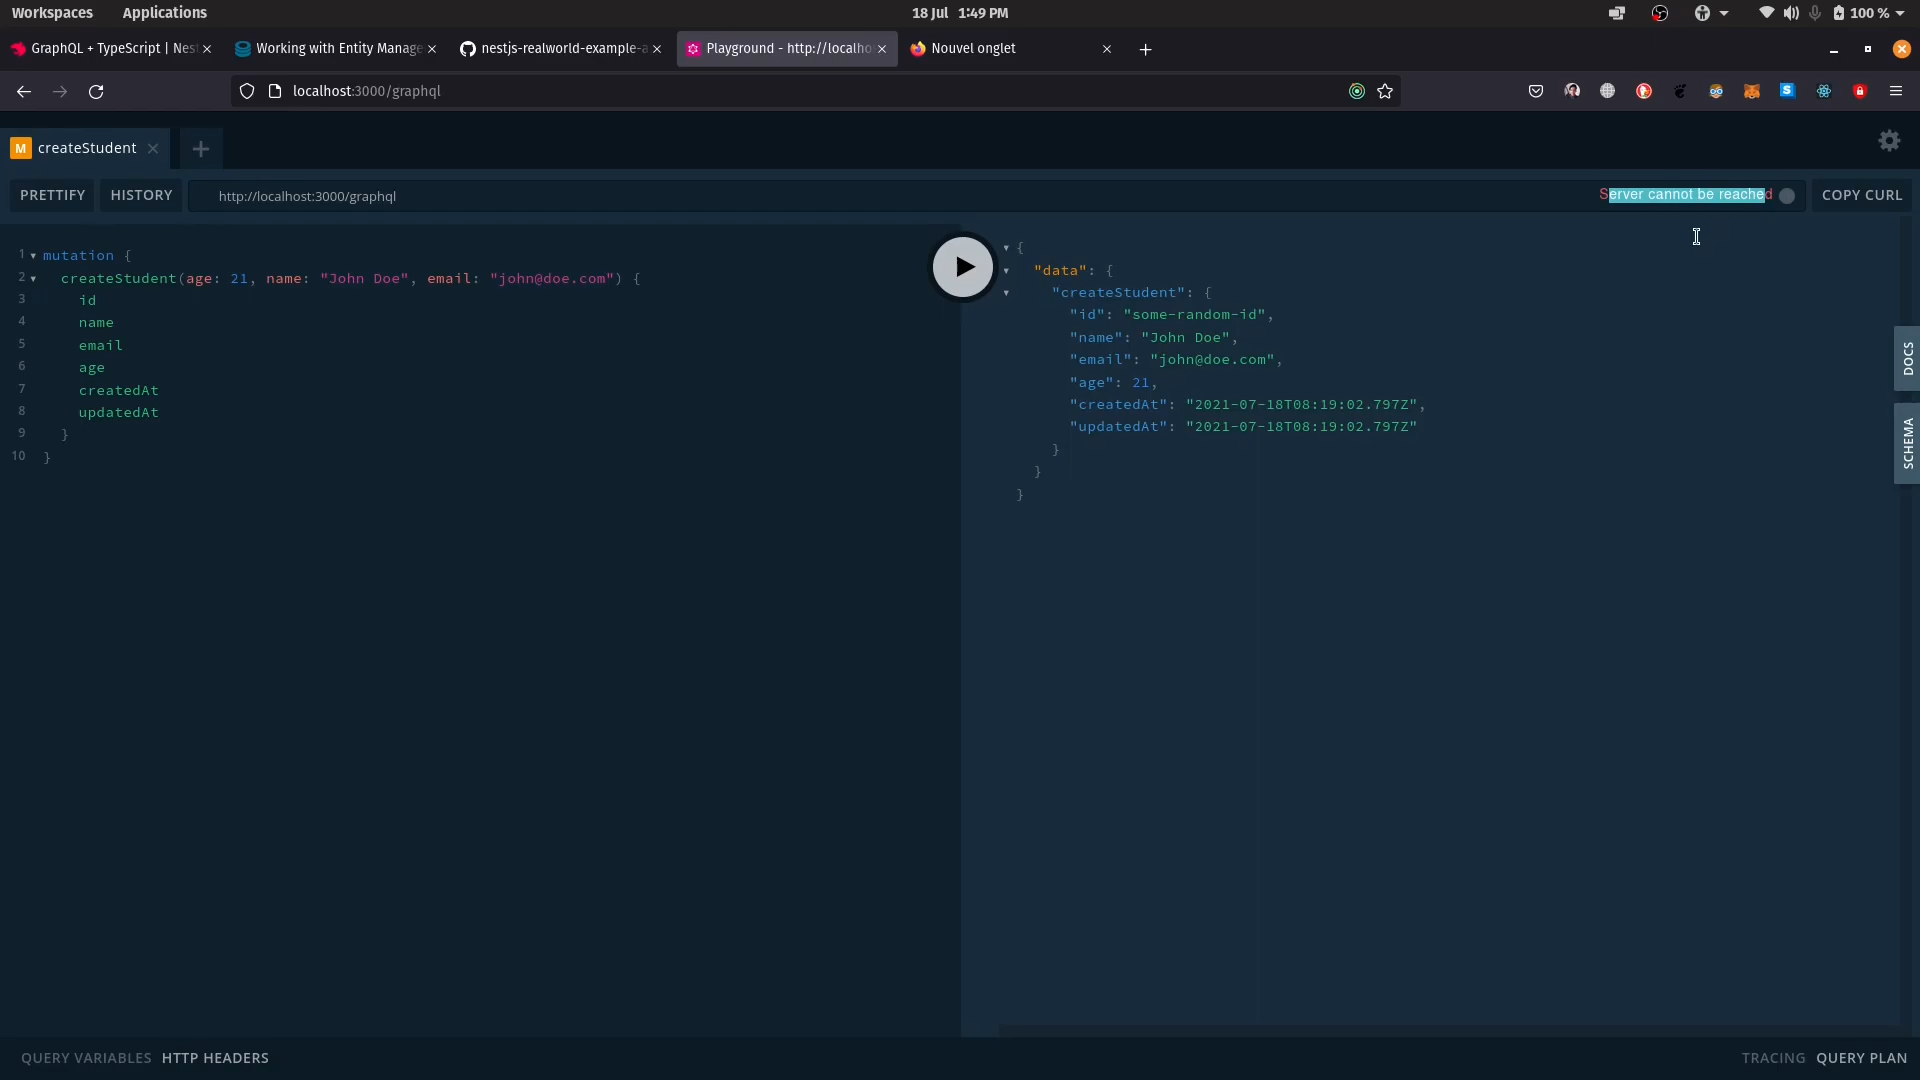 Workspaces Applications 18 Jul 1:49 PM 100 %
GraphQL + TypeScript | Nes Working with Entity Manage nestjs-realworld-example-a Playground - http://localho Nouvel onglet
localhost:3000/graphql
M createStudent
PRETTIFY HISTORY http://localhost:3000/graphql Server cannot be reached COPY CURL
1 mutation {
2 createStudent(age: 21, name: "John Doe", email: "john@doe.com") {
3 id
4 name
5 email
6 age
7 createdAt
8 updatedAt
9 }
10 }
{
"data": {
"createStudent": {
"id": "some-random-id",
"name": "John Doe",
"email": "john@doe.com",
"age": 21,
"createdAt": "2021-07-18T08:19:02.797Z",
"updatedAt": "2021-07-18T08:19:02.797Z"
}
}
}
DOCS
SCHEMA
QUERY VARIABLES HTTP HEADERS TRACING QUERY PLAN